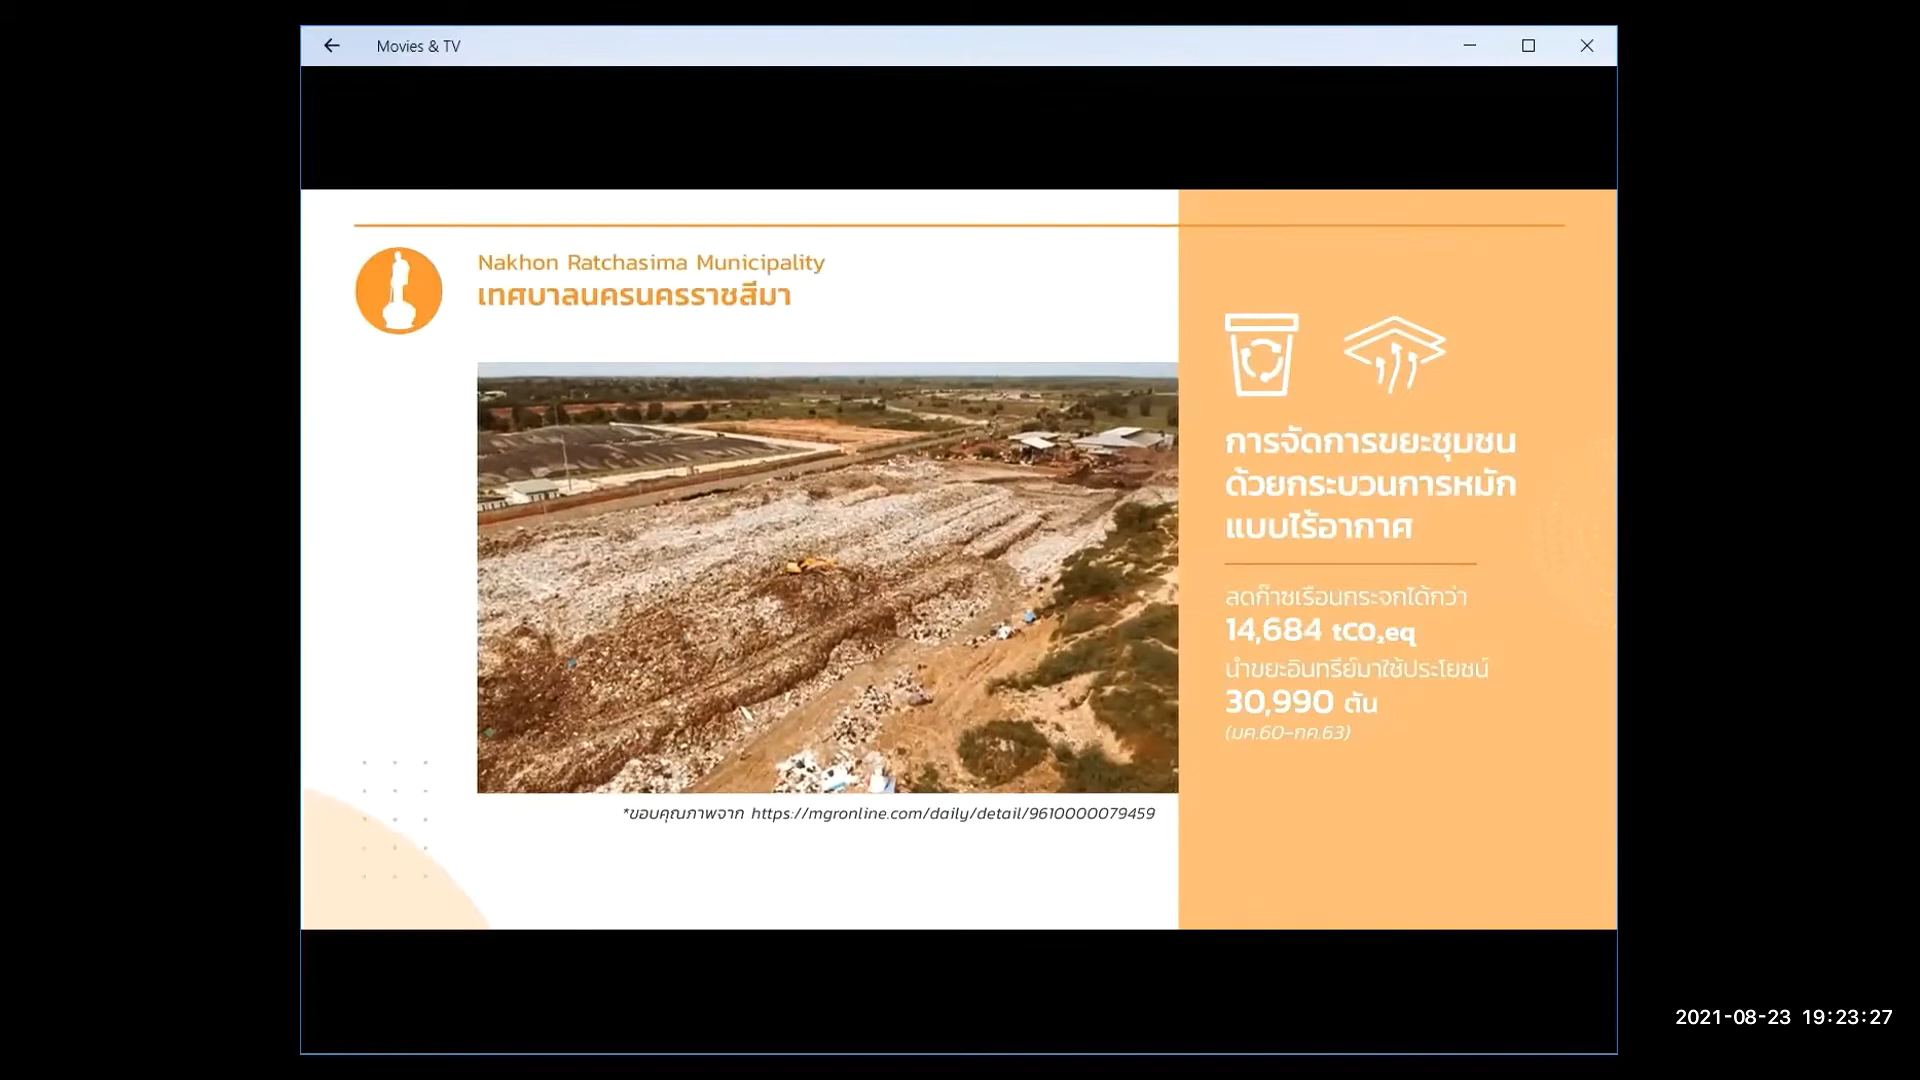 Movies & TV
Nakhon Ratchasima Municipality
เทศบาลนครนครราชสีมา
การจัดการขยะชุมชน
ด้วยกระบวนการหมัก
แบบไร้อากาศ
ลดก๊าซเรือนกระจกได้กว่า
14,684 tCO₂eq
นำขยะอินทรีย์มาใช้ประโยชน์
30,990 ตัน
(มค.60-กค.63)
*ขอบคุณภาพจาก https://mgronline.com/daily/detail/9610000079459
2021-08-23 19:23:27